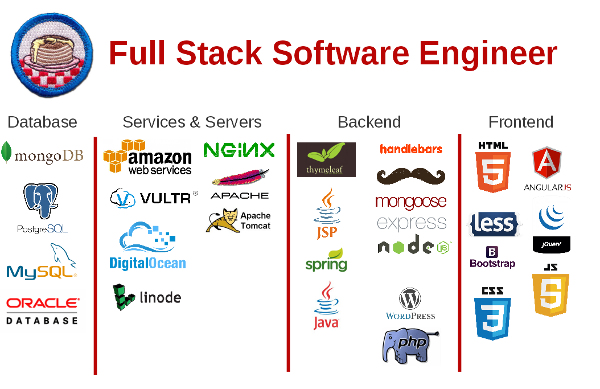 Full Stack Software Engineer
Database
mongoDB
PostgreSQL
MySQL
ORACLE
DATABASE
Services & Servers
amazon
web services
VULTR
DigitalOcean
linode
NGiNX
APACHE
Apache
Tomcat
Backend
thymeleaf
JSP
spring
Java
handlebars
mongoose
express
node JS
WORDPRESS
php
Frontend
HTML
5
ANGULARJS
less
jQuery
B
Bootstrap
JS
5
CSS
3